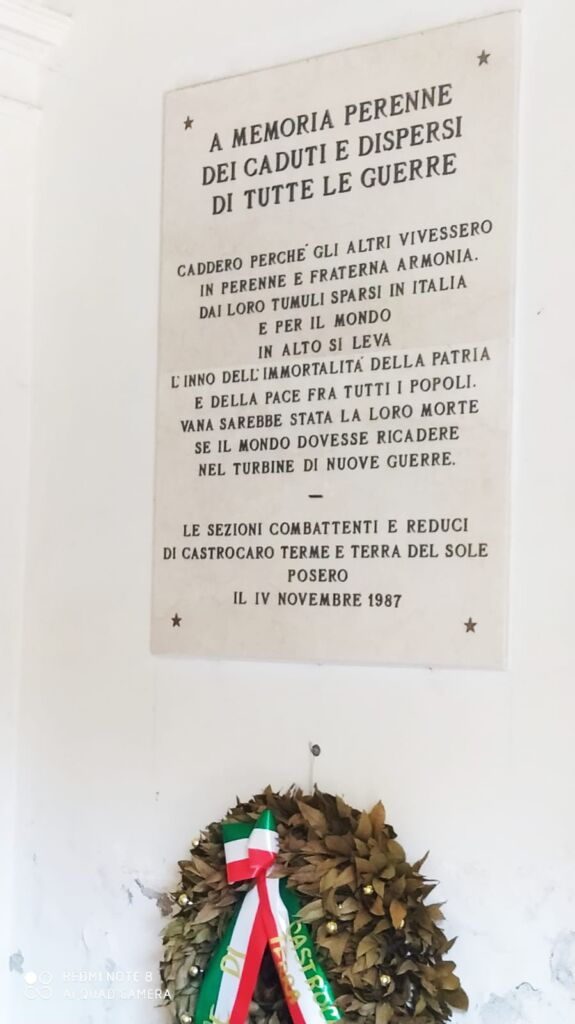 A MEMORIA PERENNE
DEI CADUTI E DISPERSI
DI TUTTE LE GUERRE
CADDERO PERCHE´ GLI ALTRI VIVESSERO
IN PERENNE E FRATERNA ARMONIA.
DAI LORO TUMULI SPARSI IN ITALIA
E PER IL MONDO
IN ALTO SI LEVA
L´INNO DELL´IMMORTALITA´ DELLA PATRIA
E DELLA PACE FRA TUTTI I POPOLI.
VANA SAREBBE STATA LA LORO MORTE
SE IL MONDO DOVESSE RICADERE
NEL TURBINE DI NUOVE GUERRE.
—
LE SEZIONI COMBATTENTI E REDUCI
DI CASTROCARO TERME E TERRA DEL SOLE
POSERO
IL IV NOVEMBRE 1987
DI
CASTROC
TERRA
REDMI NOTE 8
AI QUAD CAMERA